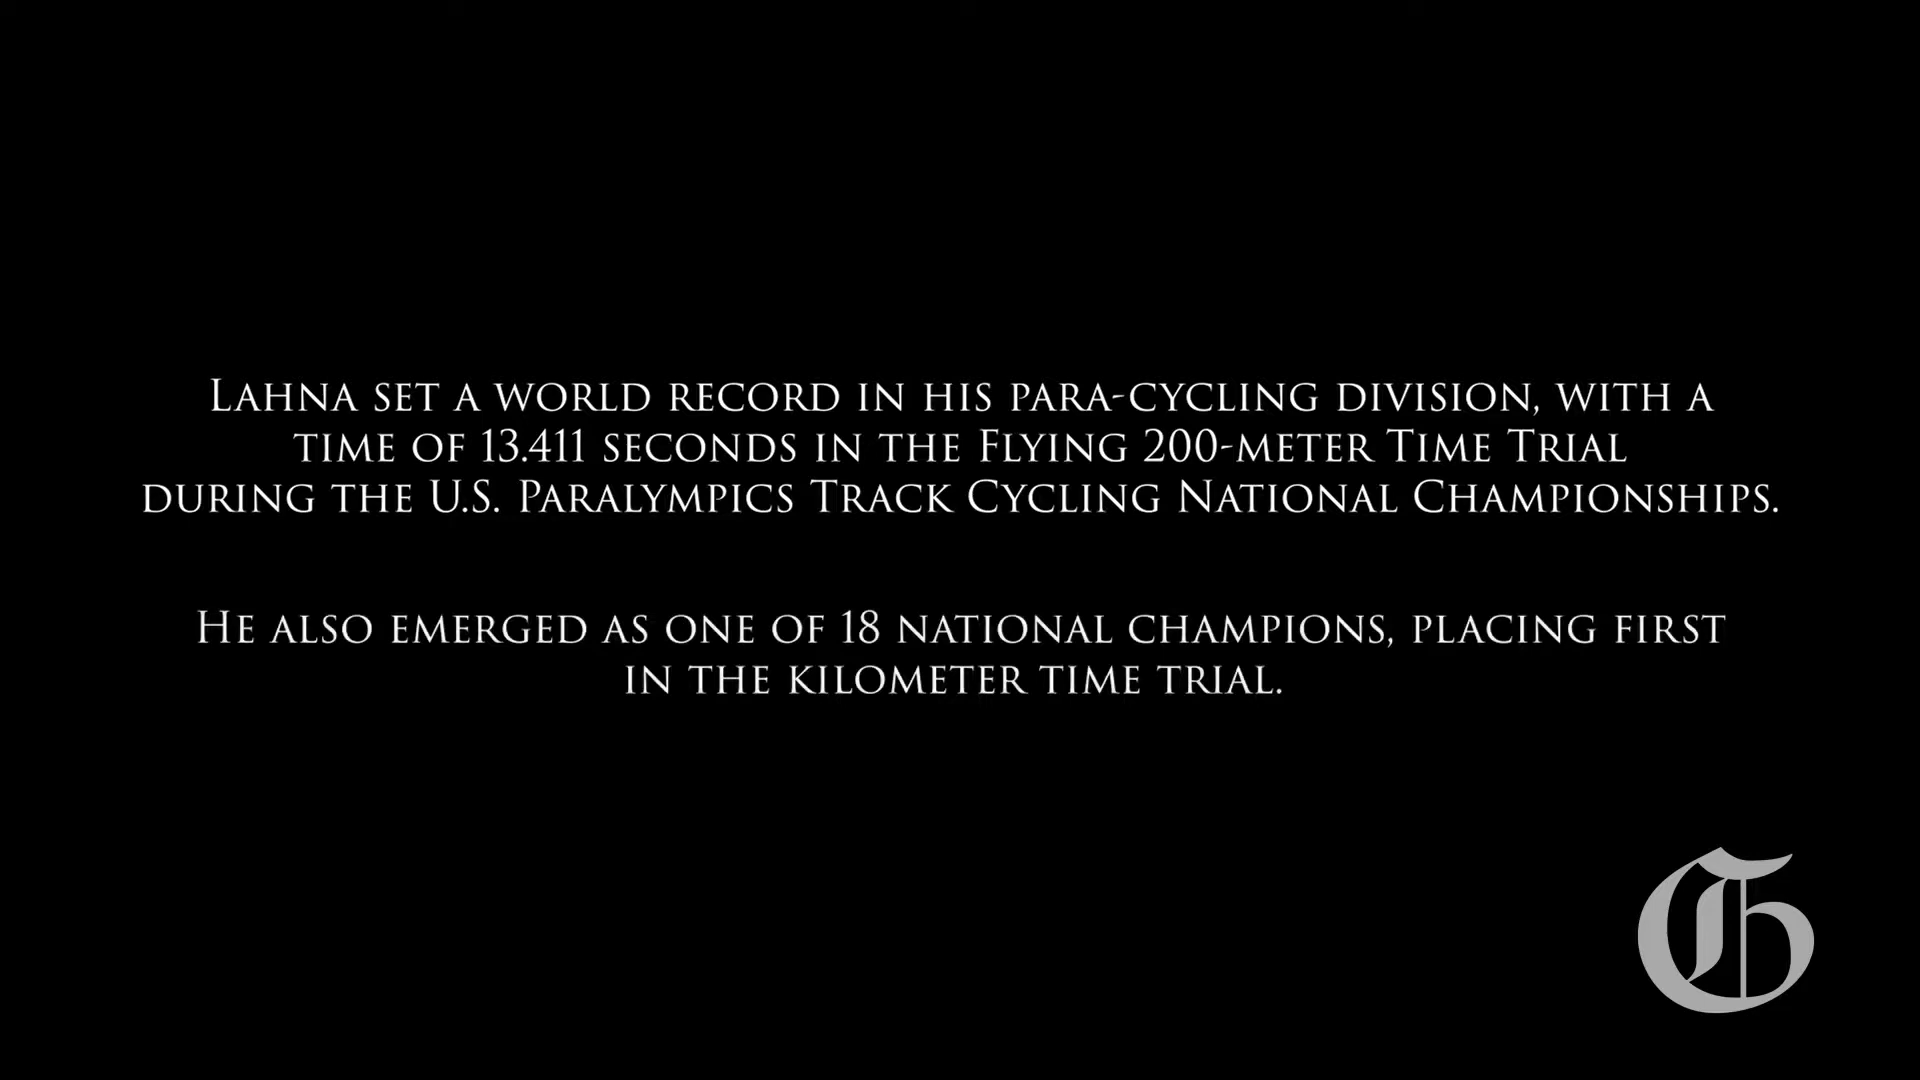 Lahna set a world record in his para-cycling division, with a
time of 13.411 seconds in the Flying 200-meter Time Trial
during the U.S. Paralympics Track Cycling National Championships.
He also emerged as one of 18 national champions, placing first
in the kilometer time trial.
G